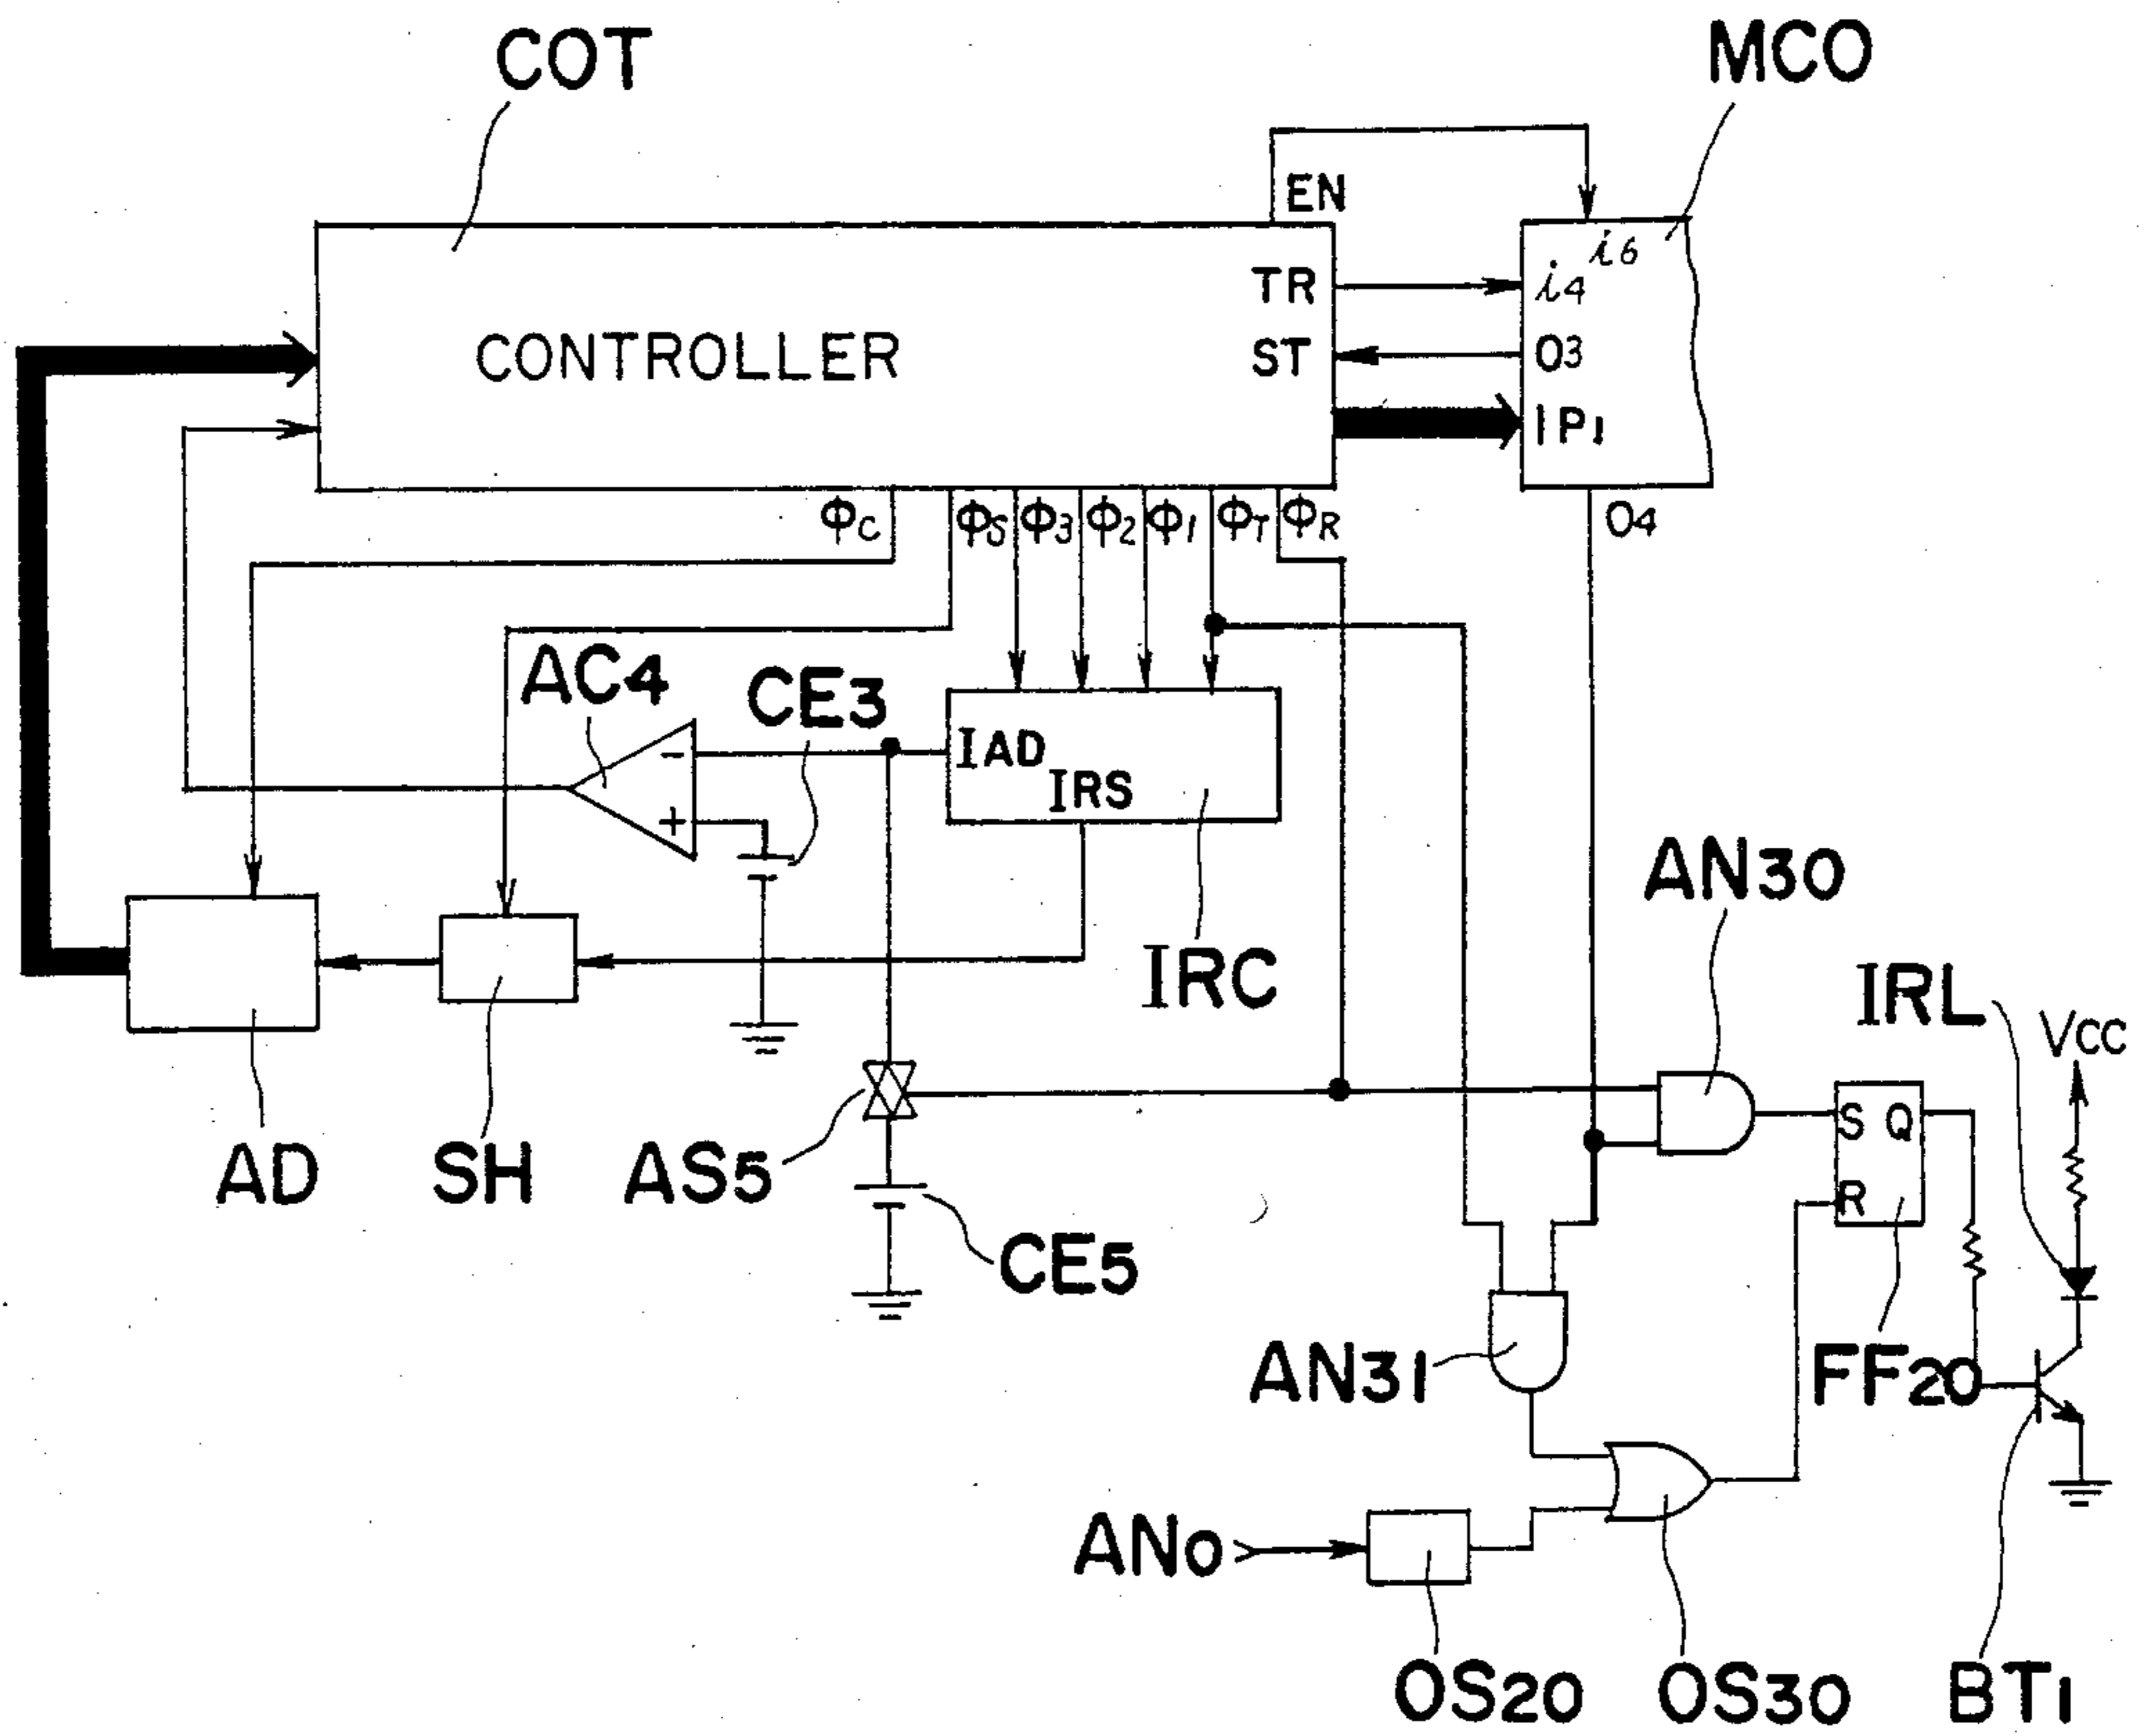 COT
MCO
EN
i6
TR
i4
CONTROLLER
ST
O3
IP1
ΦC
ΦS
Φ3
Φ2
Φ1
ΦT
ΦR
O4
AC4
CE3
−
IAD
IRS
+
AN30
IRC
IRL
VCC
S Q
AD
SH
AS5
R
CE5
AN31
FF20
ANO
OS20
OS30
BT1